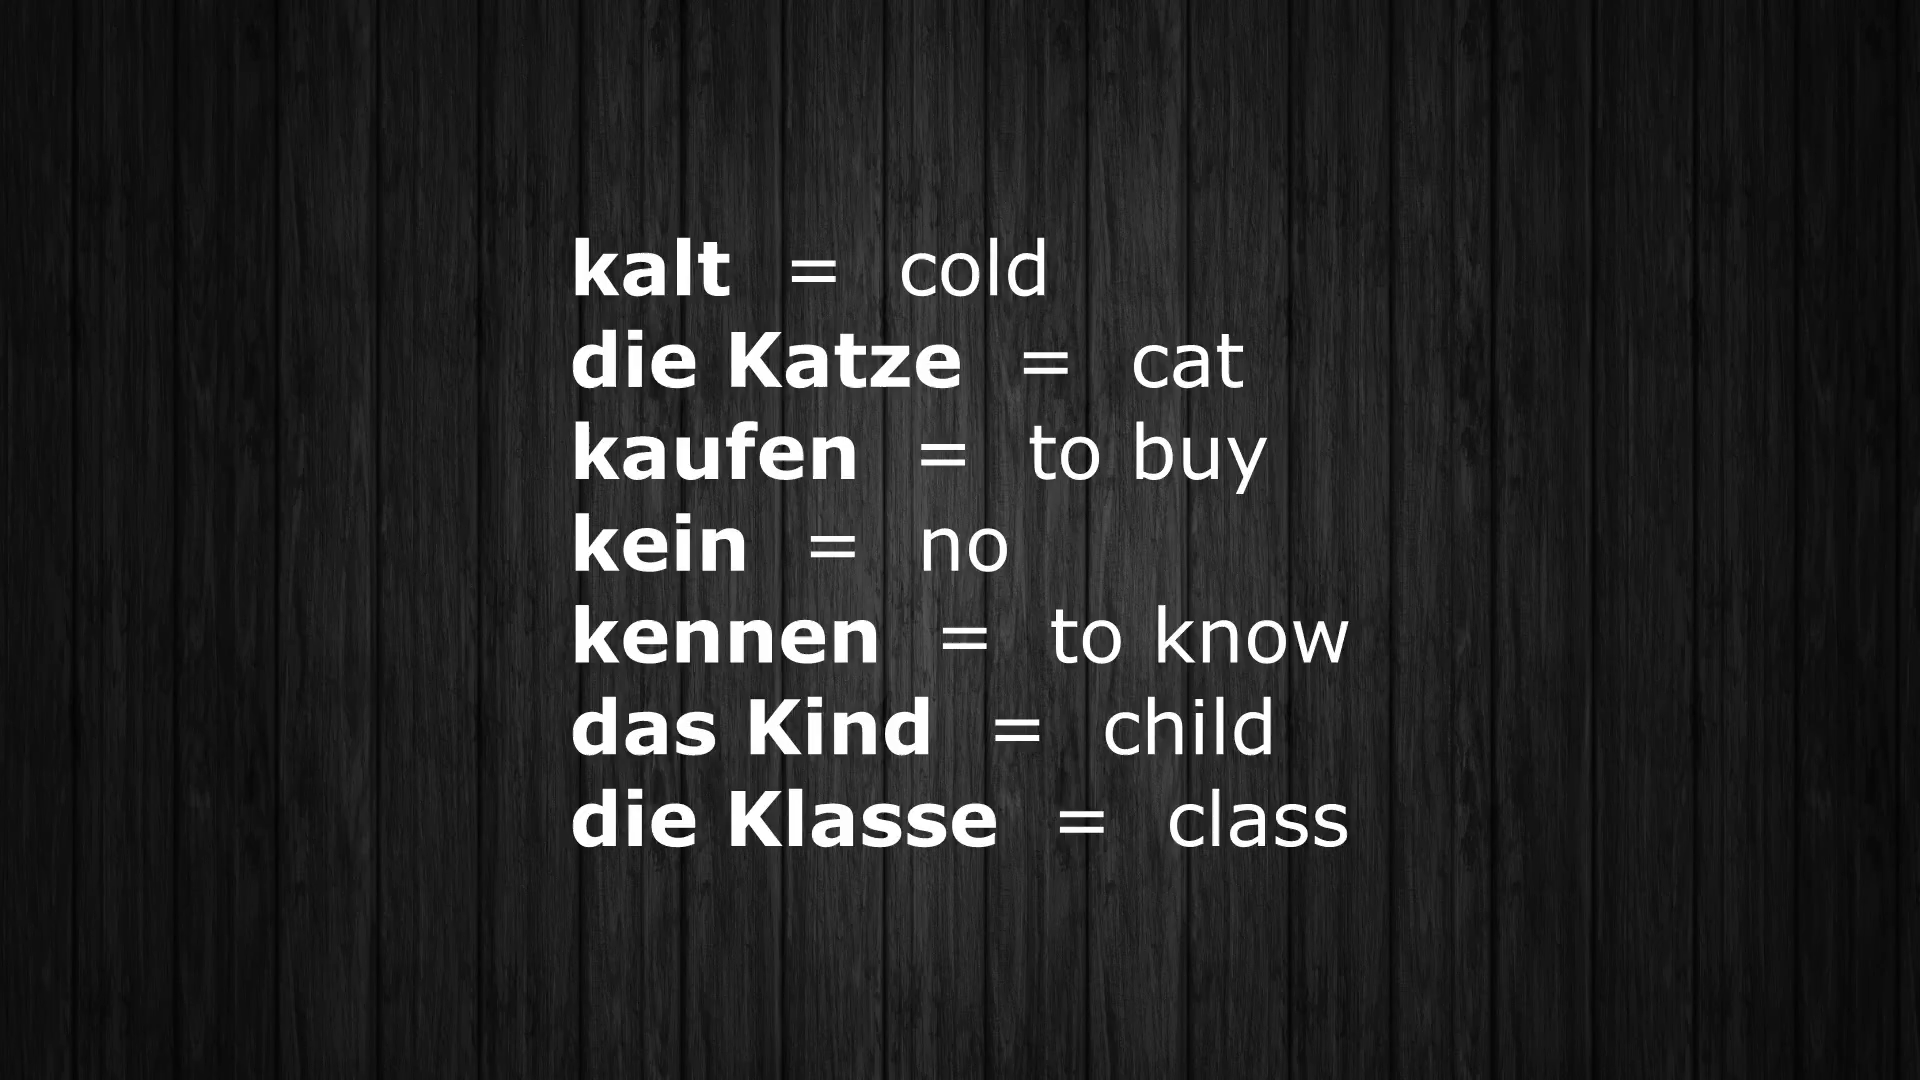 kalt = cold
die Katze = cat
kaufen = to buy
kein = no
kennen = to know
das Kind = child
die Klasse = class